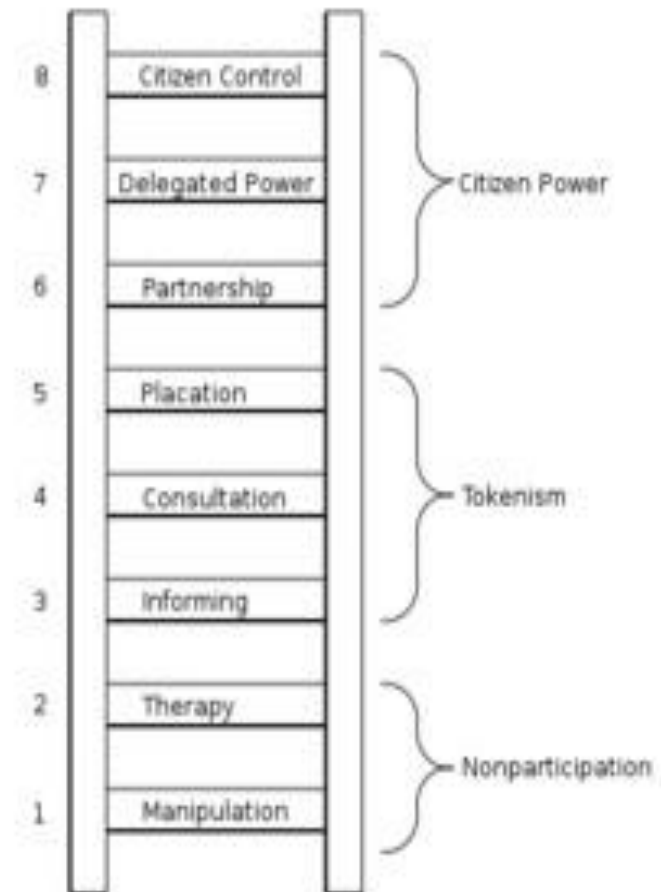 8 Citizen Control
7 Delegated Power
Citizen Power
6 Partnership
5 Placation
4 Consultation
Tokenism
3 Informing
2 Therapy
Nonparticipation
1 Manipulation